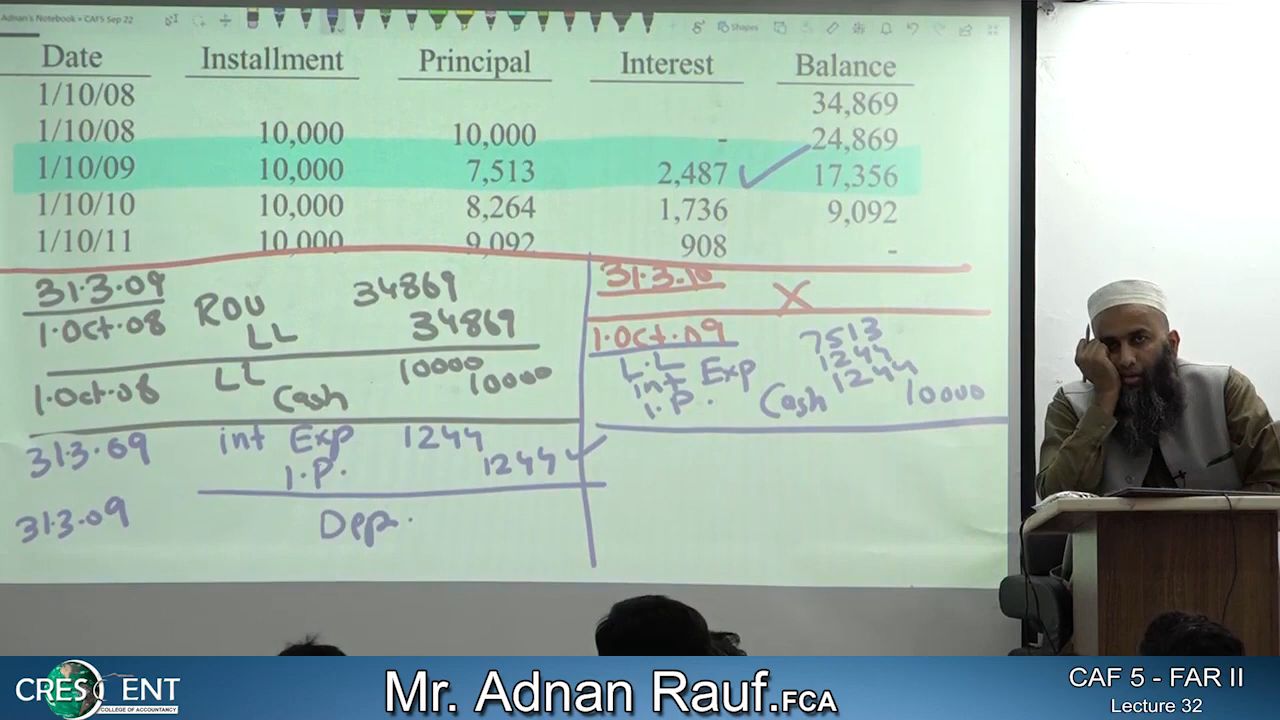 Adnan's Notebook » CAF5 Sep 22
Shapes
Date Installment Principal Interest Balance
1/10/08 34,869
1/10/08 10,000 10,000 - 24,869
1/10/09 10,000 7,513 2,487 17,356
1/10/10 10,000 8,264 1,736 9,092
1/10/11 10,000 9,092 908 -
31.3.09
1.Oct.08 ROU 34869
LL 34869
1.Oct.08 LL 10000
Cash 10000
31.3.09 int Exp 1244
I.P. 1244
31.3.09 Dep.
31.3.10
X
1.Oct.09
L.L 7513
int Exp 1244
I.P. 1244
Cash 10000
CRESCENT
COLLEGE OF ACCOUNTANCY
Mr. Adnan Rauf.FCA
CAF 5 - FAR II
Lecture 32